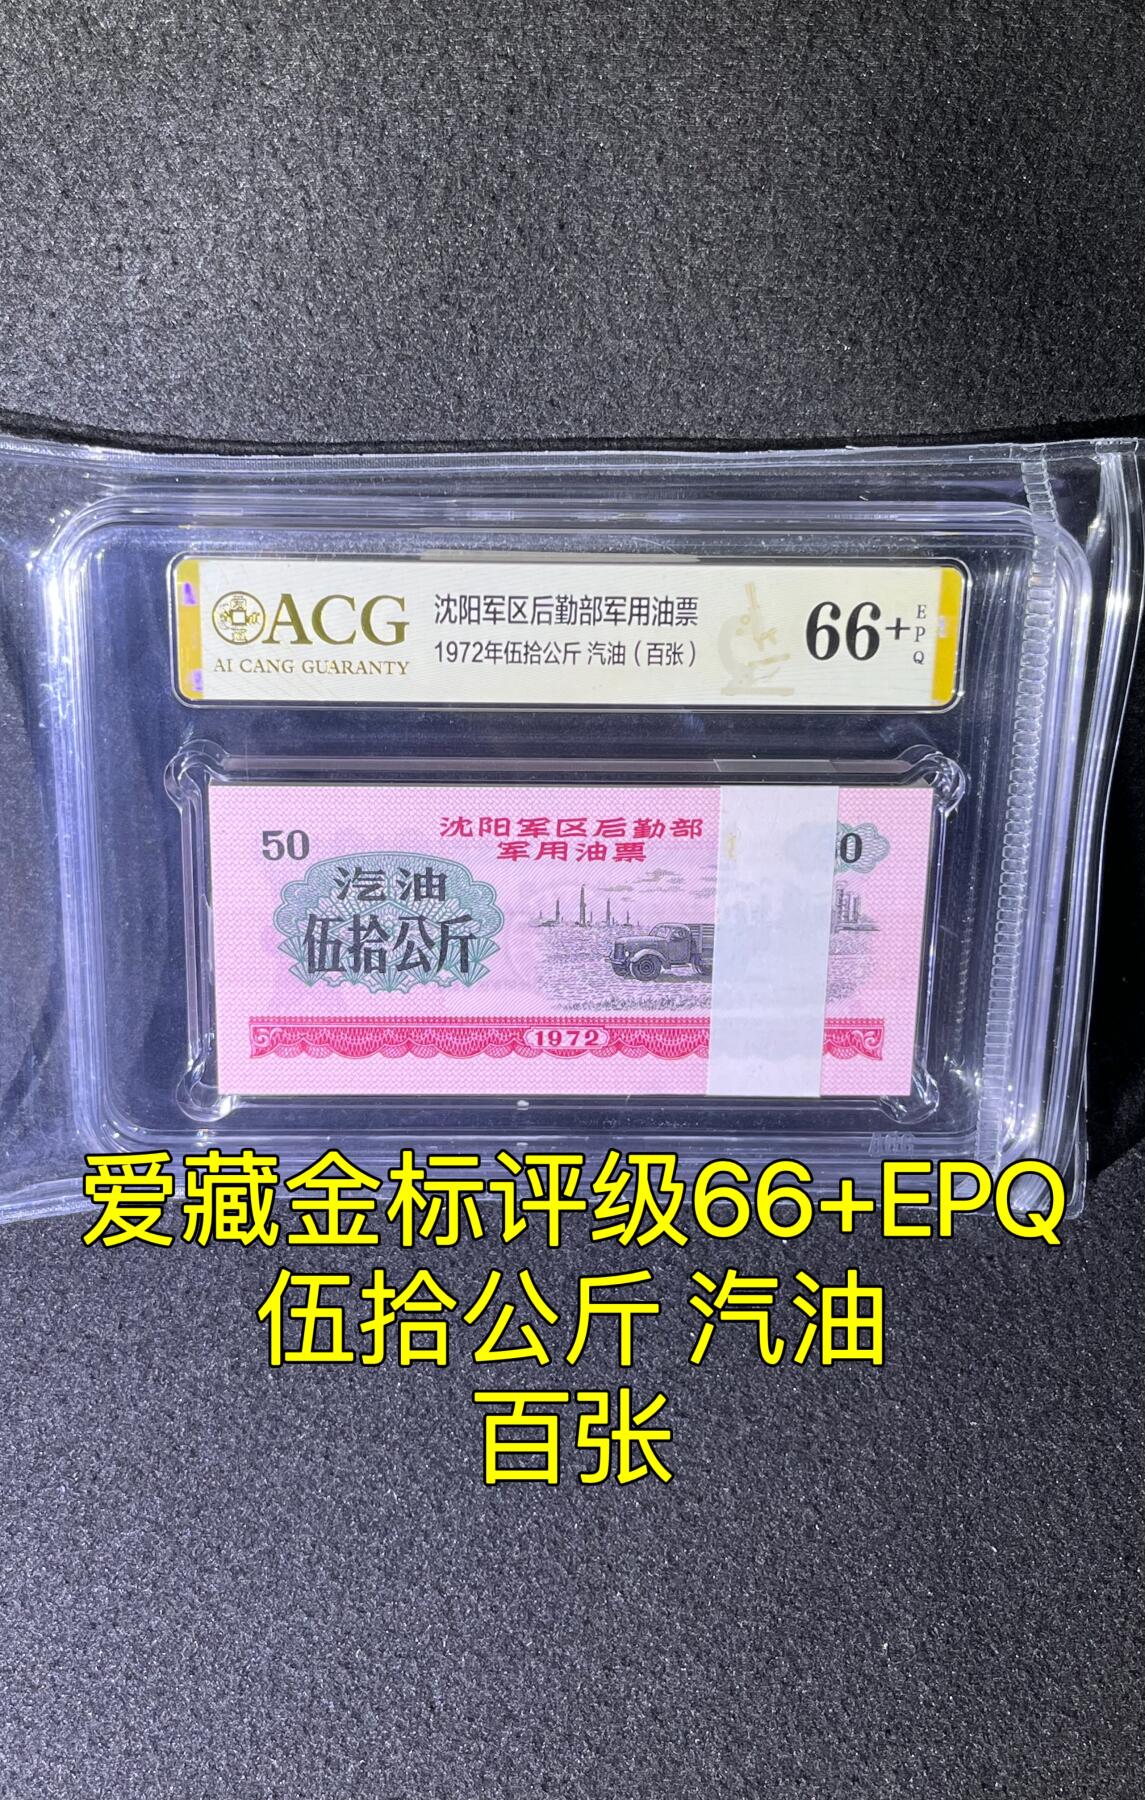 ACG
AI CANG GUARANTY
沈阳军区后勤部军用油票
1972年伍拾公斤 汽油（百张）
66+
EPQ
50
沈阳军区后勤部
军用油票
0
汽油
伍拾公斤
1972
爱藏金标评级66+EPQ
伍拾公斤 汽油
百张